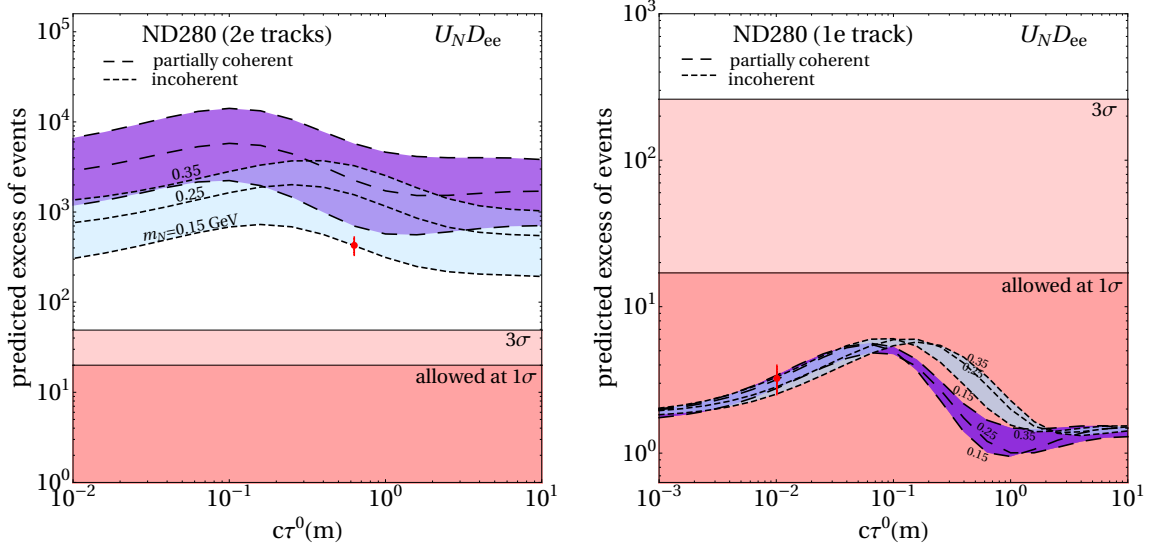 ND280 (2e tracks) U_N D_ee
partially coherent
incoherent
predicted excess of events
10^5
10^4
10^3
10^2
10^1
10^0
0.35
0.25
m_N=0.15 GeV
3σ
allowed at 1σ
10^−2 10^−1 10^0 10^1
cτ^0(m)
ND280 (1e track) U_N D_ee
partially coherent
incoherent
predicted excess of events
10^3
10^2
10^1
10^0
3σ
allowed at 1σ
0.35
0.25
0.15
0.25
0.35
0.15
10^−3 10^−2 10^−1 10^0 10^1
cτ^0(m)